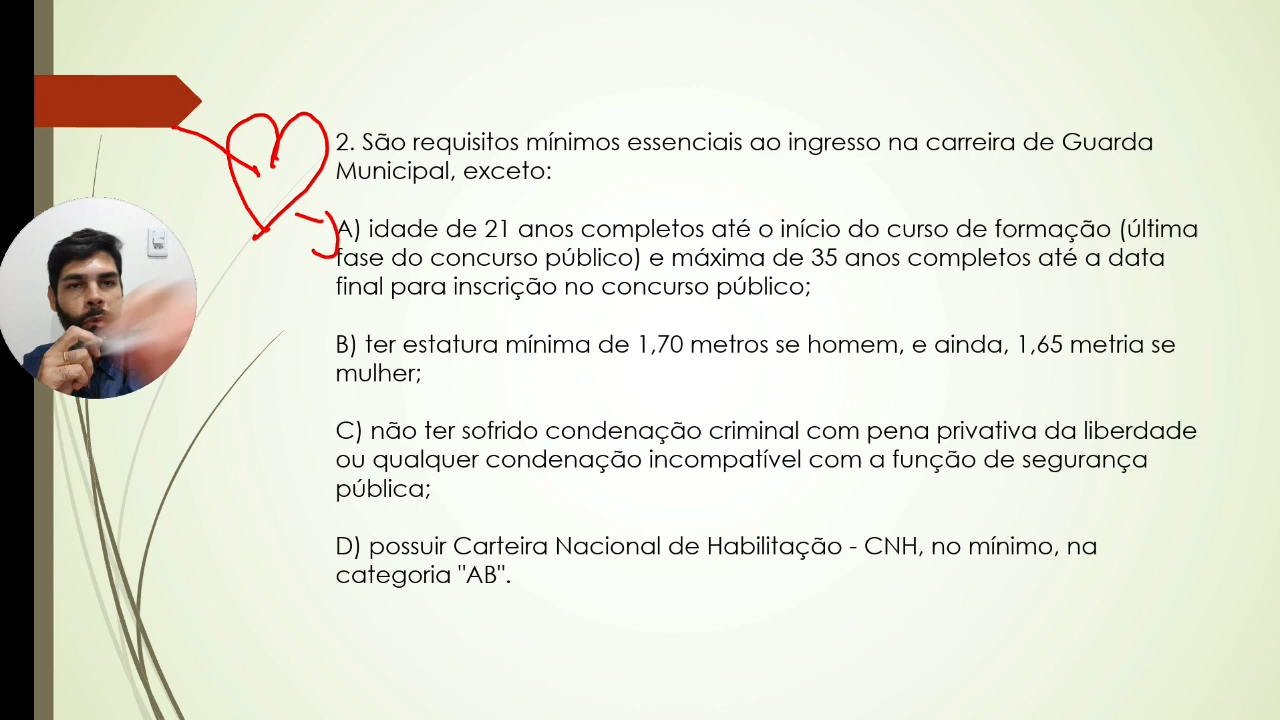 2. São requisitos mínimos essenciais ao ingresso na carreira de Guarda
Municipal, exceto:
A) idade de 21 anos completos até o início do curso de formação (última
fase do concurso público) e máxima de 35 anos completos até a data
final para inscrição no concurso público;
B) ter estatura mínima de 1,70 metros se homem, e ainda, 1,65 metria se
mulher;
C) não ter sofrido condenação criminal com pena privativa da liberdade
ou qualquer condenação incompatível com a função de segurança
pública;
D) possuir Carteira Nacional de Habilitação - CNH, no mínimo, na
categoria "AB".